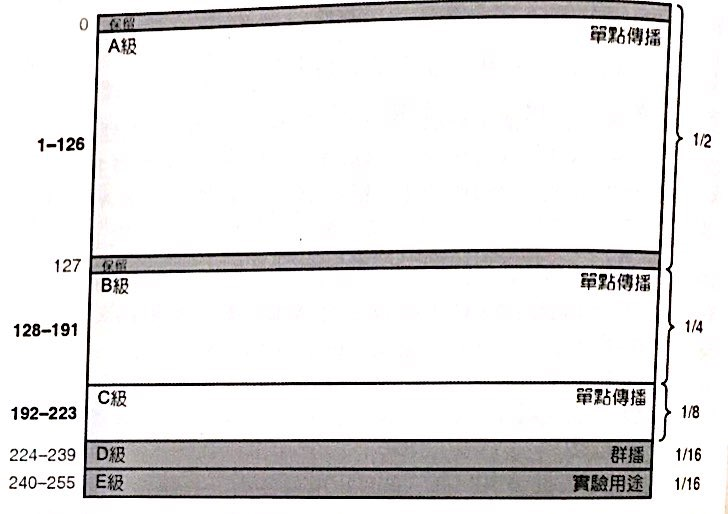 0 保留
A級 單點傳播
1–126 1/2
127 保留
B級 單點傳播
128–191 1/4
C級 單點傳播
192–223 1/8
224–239 D級 群播 1/16
240–255 E級 實驗用途 1/16